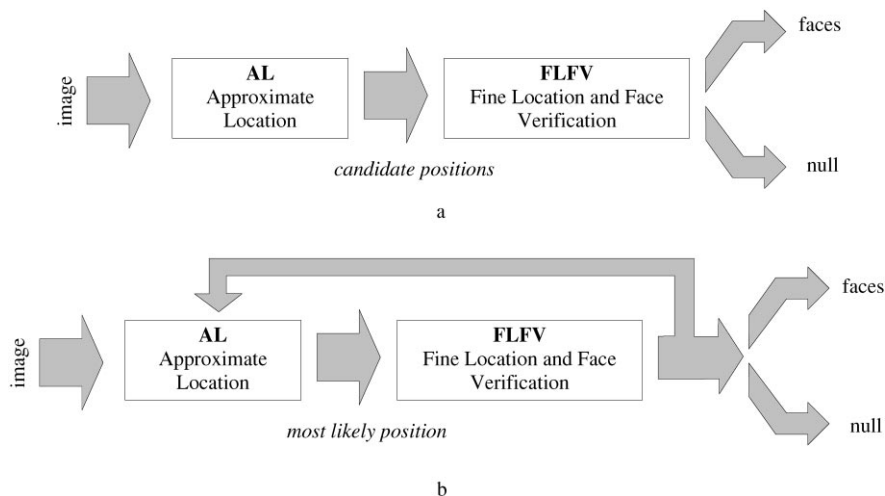 faces
image
AL
Approximate
Location
FLFV
Fine Location and Face
Verification
candidate positions
null
a
faces
image
AL
Approximate
Location
FLFV
Fine Location and Face
Verification
most likely position
null
b